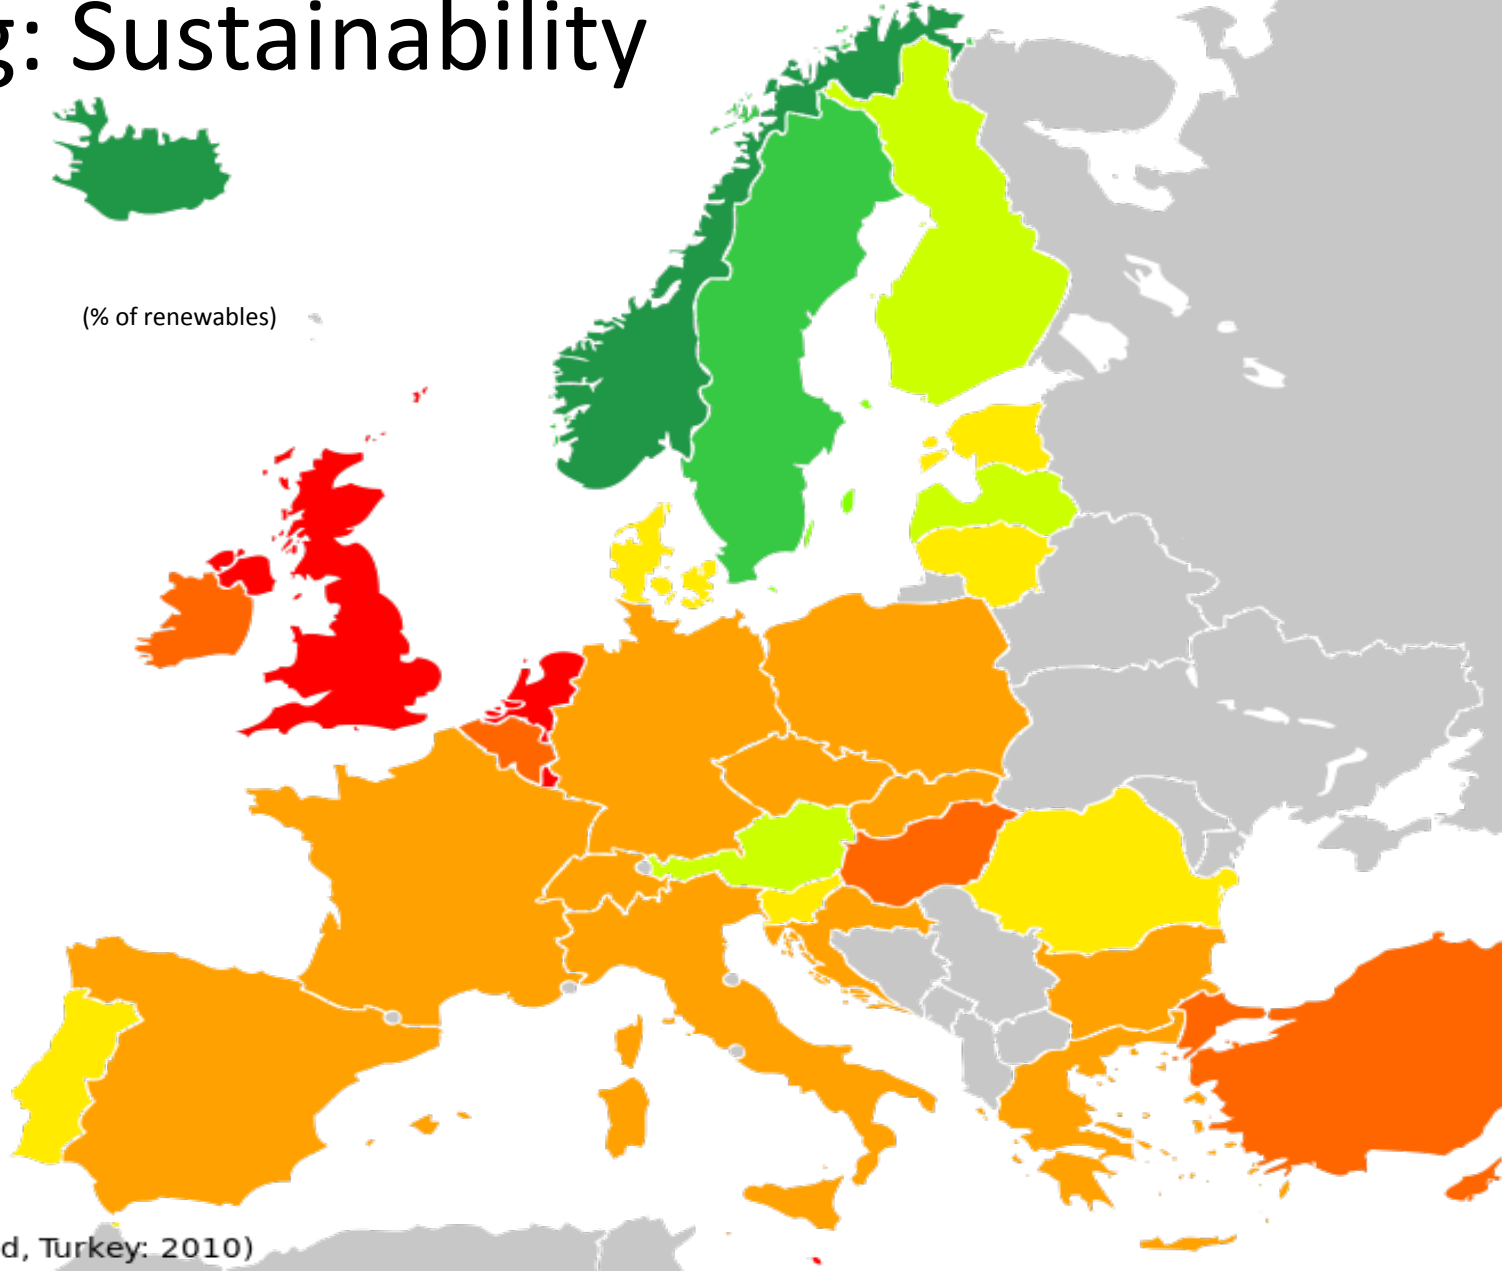 g: Sustainability
(% of renewables)
d, Turkey: 2010)